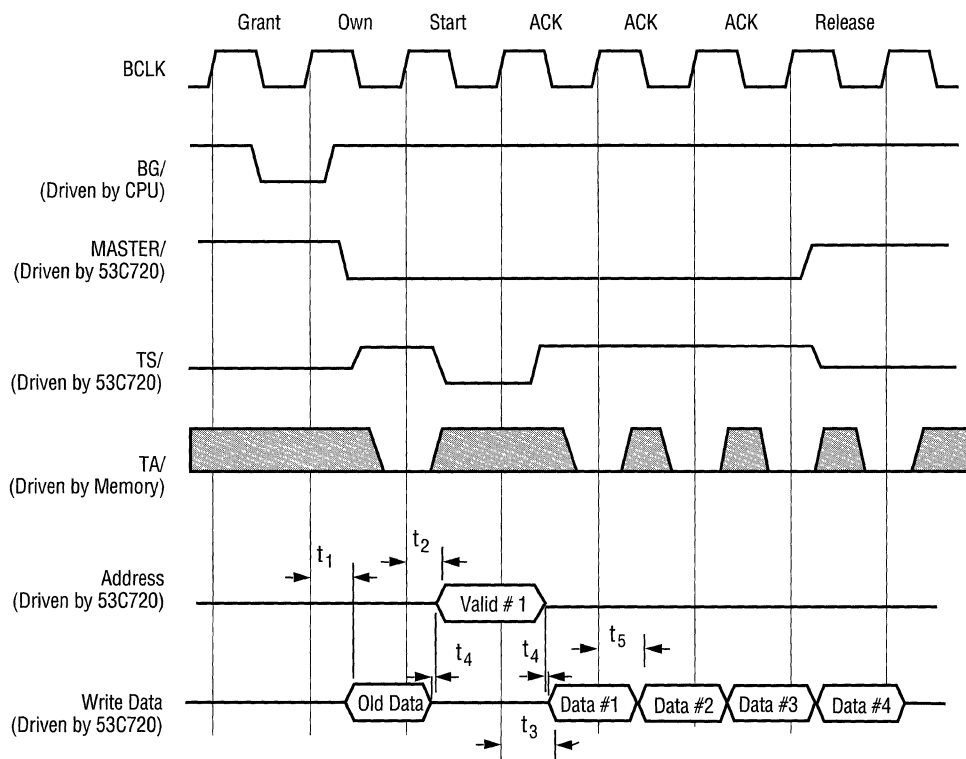 Grant Own Start ACK ACK ACK Release
BCLK
BG/
(Driven by CPU)
MASTER/
(Driven by 53C720)
TS/
(Driven by 53C720)
TA/
(Driven by Memory)
t1 t2
Address
(Driven by 53C720)
Valid # 1
t4 t4 t5
Write Data
(Driven by 53C720)
Old Data Data #1 Data #2 Data #3 Data #4
t3